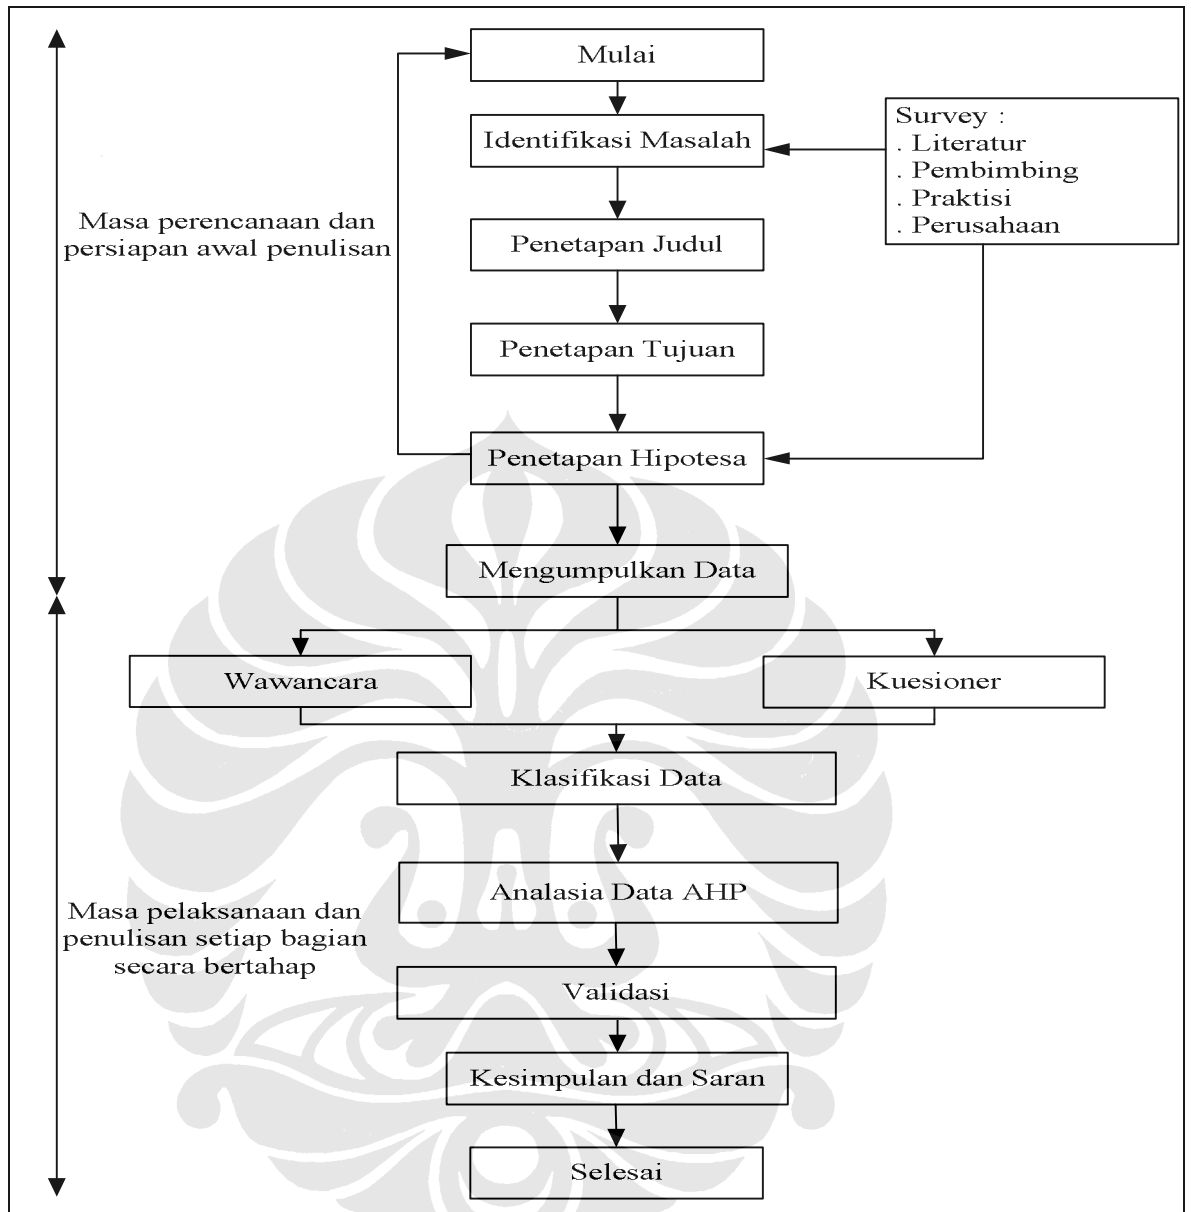 Mulai
Identifikasi Masalah
Survey :
. Literatur
. Pembimbing
. Praktisi
. Perusahaan
Masa perencanaan dan
persiapan awal penulisan
Penetapan Judul
Penetapan Tujuan
Penetapan Hipotesa
Mengumpulkan Data
Wawancara
Kuesioner
Klasifikasi Data
Analasia Data AHP
Masa pelaksanaan dan
penulisan setiap bagian
secara bertahap
Validasi
Kesimpulan dan Saran
Selesai